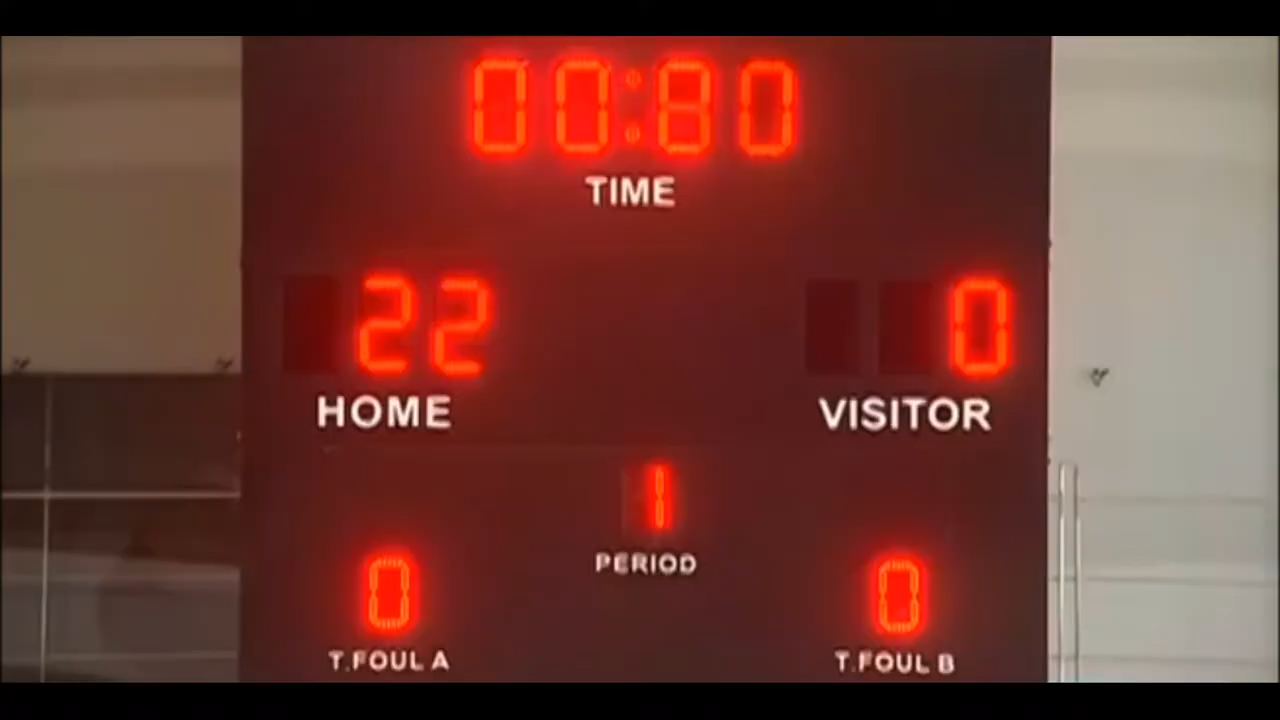 00:80
TIME
22 0
HOME VISITOR
1
PERIOD
0 0
T.FOUL A T.FOUL B